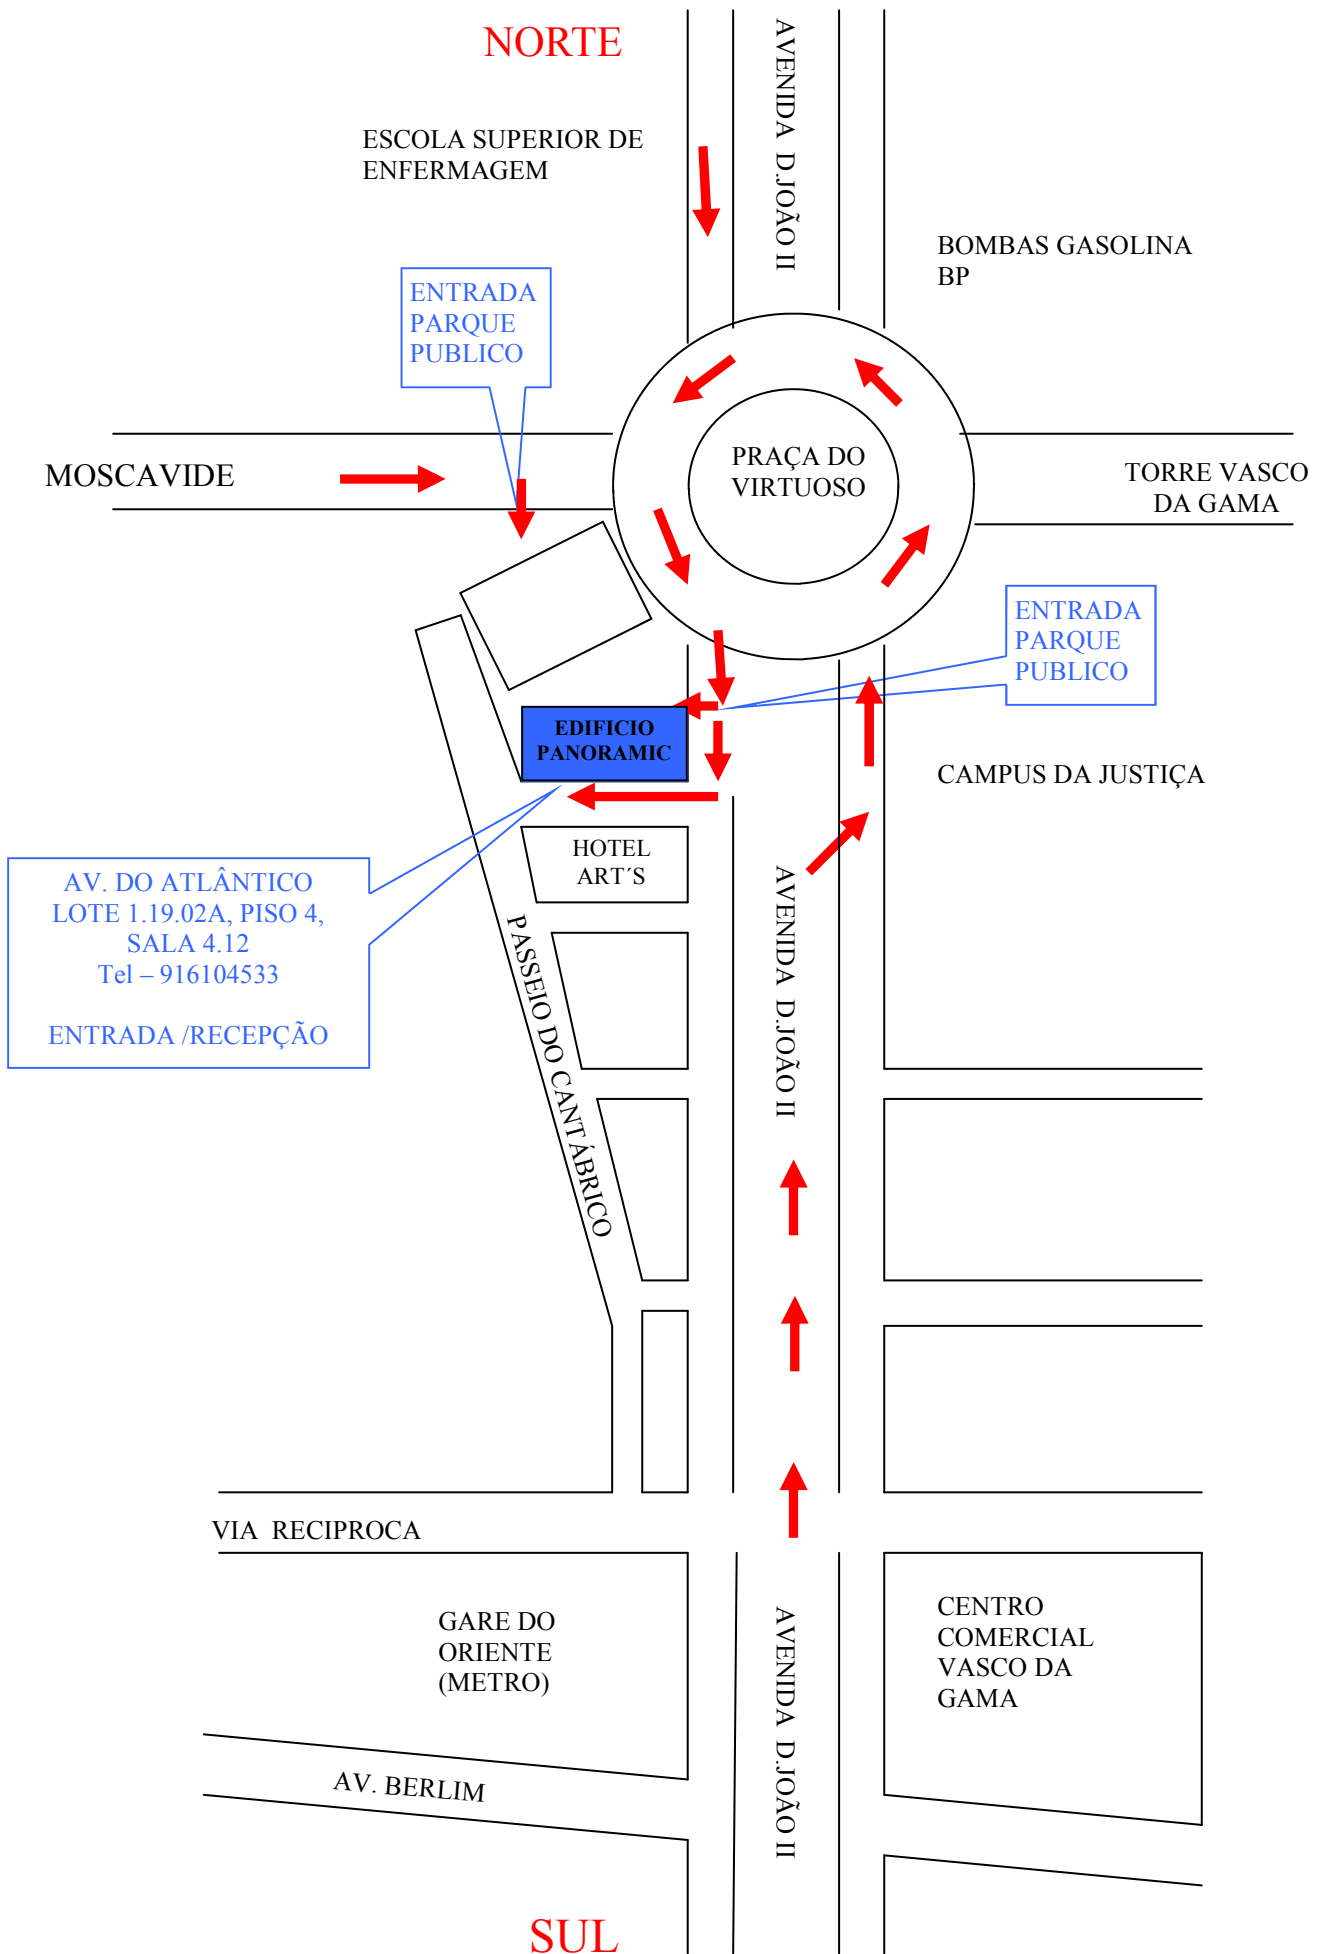 NORTE
AVENIDA D.JOÃO II
ESCOLA SUPERIOR DE
ENFERMAGEM
BOMBAS GASOLINA
BP
ENTRADA
PARQUE
PUBLICO
MOSCAVIDE
PRAÇA DO
VIRTUOSO
TORRE VASCO
DA GAMA
ENTRADA
PARQUE
PUBLICO
EDIFICIO
PANORAMIC
CAMPUS DA JUSTIÇA
HOTEL
ART´S
AV. DO ATLÂNTICO
LOTE 1.19.02A, PISO 4,
SALA 4.12
Tel – 916104533
ENTRADA /RECEPÇÃO
PASSEIO DO CANTÁBRICO
AVENIDA D.JOÃO II
VIA RECIPROCA
GARE DO
ORIENTE
(METRO)
CENTRO
COMERCIAL
VASCO DA
GAMA
AVENIDA D.JOÃO II
AV. BERLIM
SUL